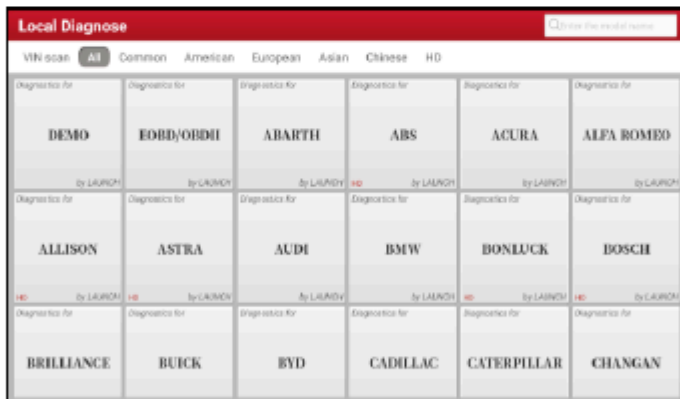 Local Diagnose
Enter the model name
VIN scan All Common American European Asian Chinese HD
Diagnostics for Diagnostics for Diagnostics for Diagnostics for Diagnostics for Diagnostics for
DEMO EOBD/OBDII ABARTH ABS ACURA ALFA ROMEO
by LAUNCH by LAUNCH by LAUNCH HD by LAUNCH by LAUNCH by LAUNCH
Diagnostics for Diagnostics for Diagnostics for Diagnostics for Diagnostics for Diagnostics for
ALLISON ASTRA AUDI BMW BONLUCK BOSCH
HD by LAUNCH HD by LAUNCH by LAUNCH by LAUNCH HD by LAUNCH HD by LAUNCH
Diagnostics for Diagnostics for Diagnostics for Diagnostics for Diagnostics for Diagnostics for
BRILLIANCE BUICK BYD CADILLAC CATERPILLAR CHANGAN